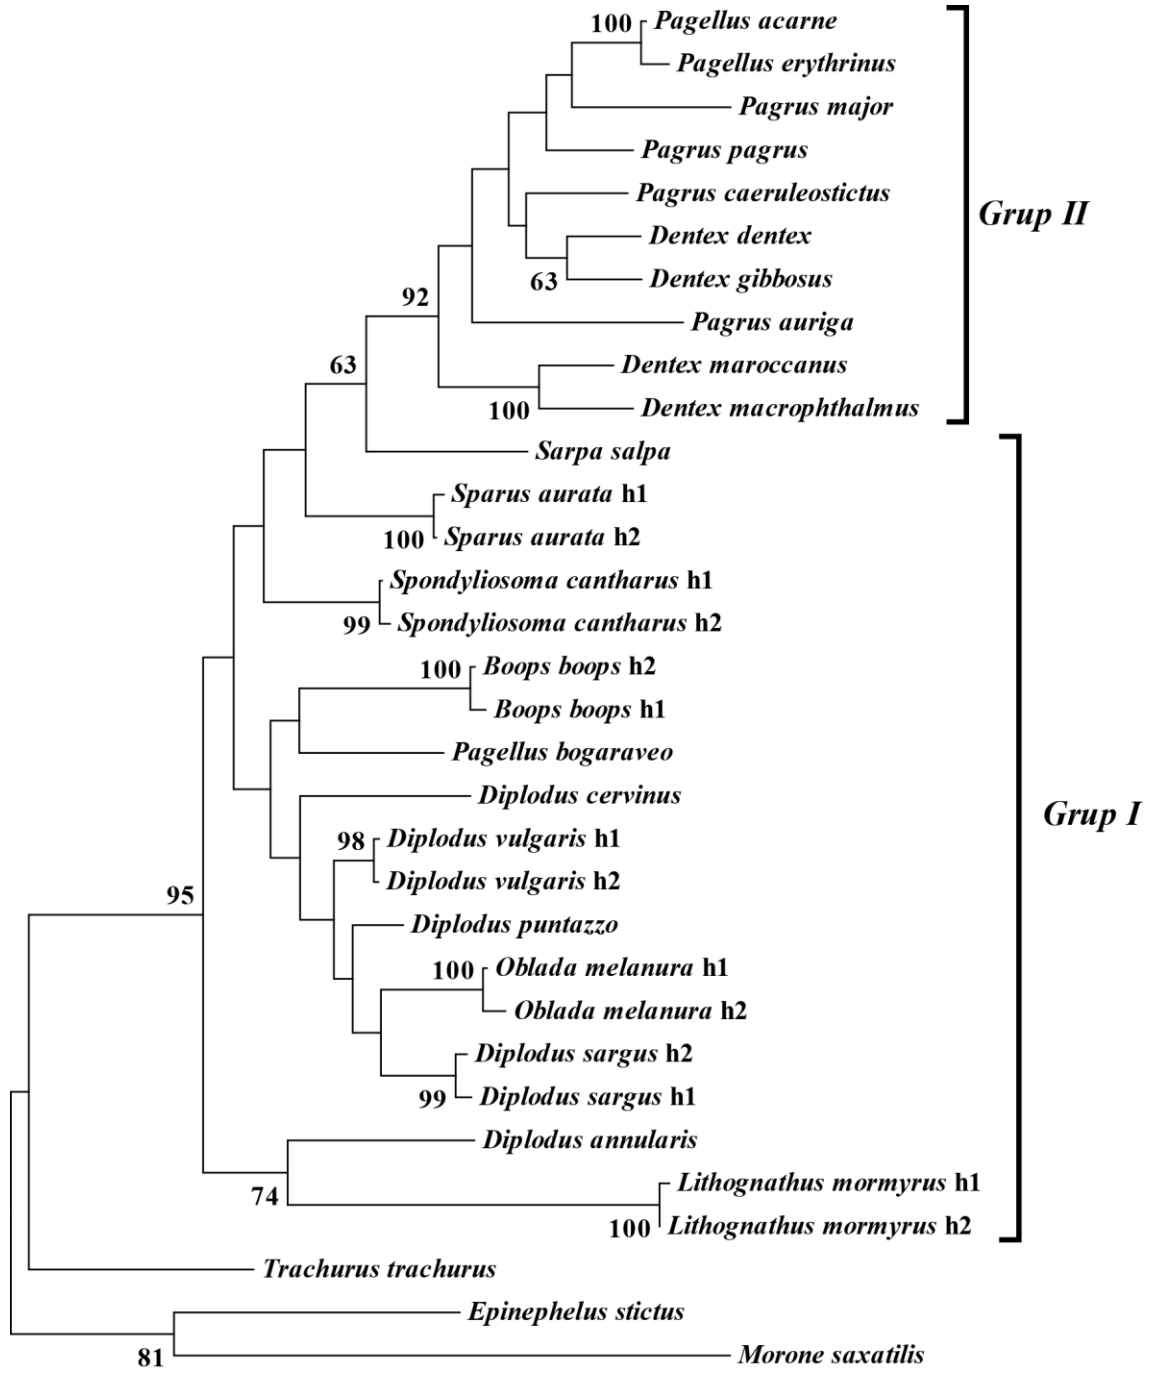 100 Pagellus acarne
Pagellus erythrinus
Pagrus major
Pagrus pagrus
Pagrus caeruleostictus
Grup II
Dentex dentex
63 Dentex gibbosus
92
Pagrus auriga
63
Dentex maroccanus
100 Dentex macrophthalmus
Sarpa salpa
Sparus aurata h1
100 Sparus aurata h2
Spondyliosoma cantharus h1
99 Spondyliosoma cantharus h2
100 Boops boops h2
Boops boops h1
Pagellus bogaraveo
Diplodus cervinus
Grup I
98 Diplodus vulgaris h1
Diplodus vulgaris h2
95
Diplodus puntazzo
100 Oblada melanura h1
Oblada melanura h2
Diplodus sargus h2
99 Diplodus sargus h1
Diplodus annularis
74
Lithognathus mormyrus h1
100 Lithognathus mormyrus h2
Trachurus trachurus
Epinephelus stictus
81 Morone saxatilis